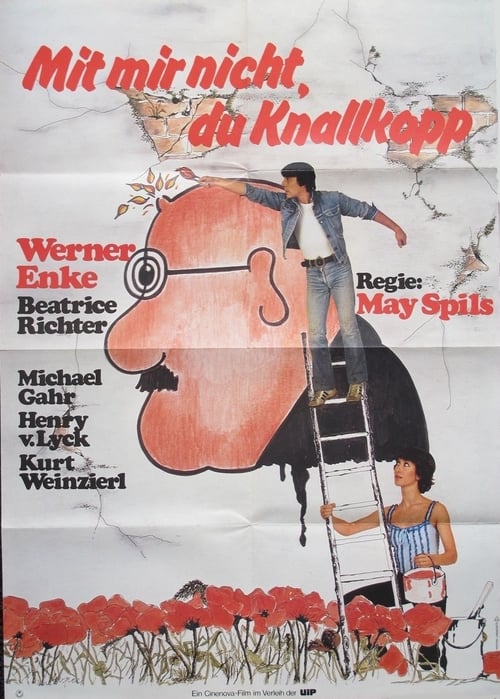 Mit mir nicht,
du Knallkopp
Werner
Enke
Beatrice
Richter
Michael
Gahr
Henry
v. Lyck
Kurt
Weinzierl
Regie:
May Spils
Ein Cinenova-Film im Verleih der UIP